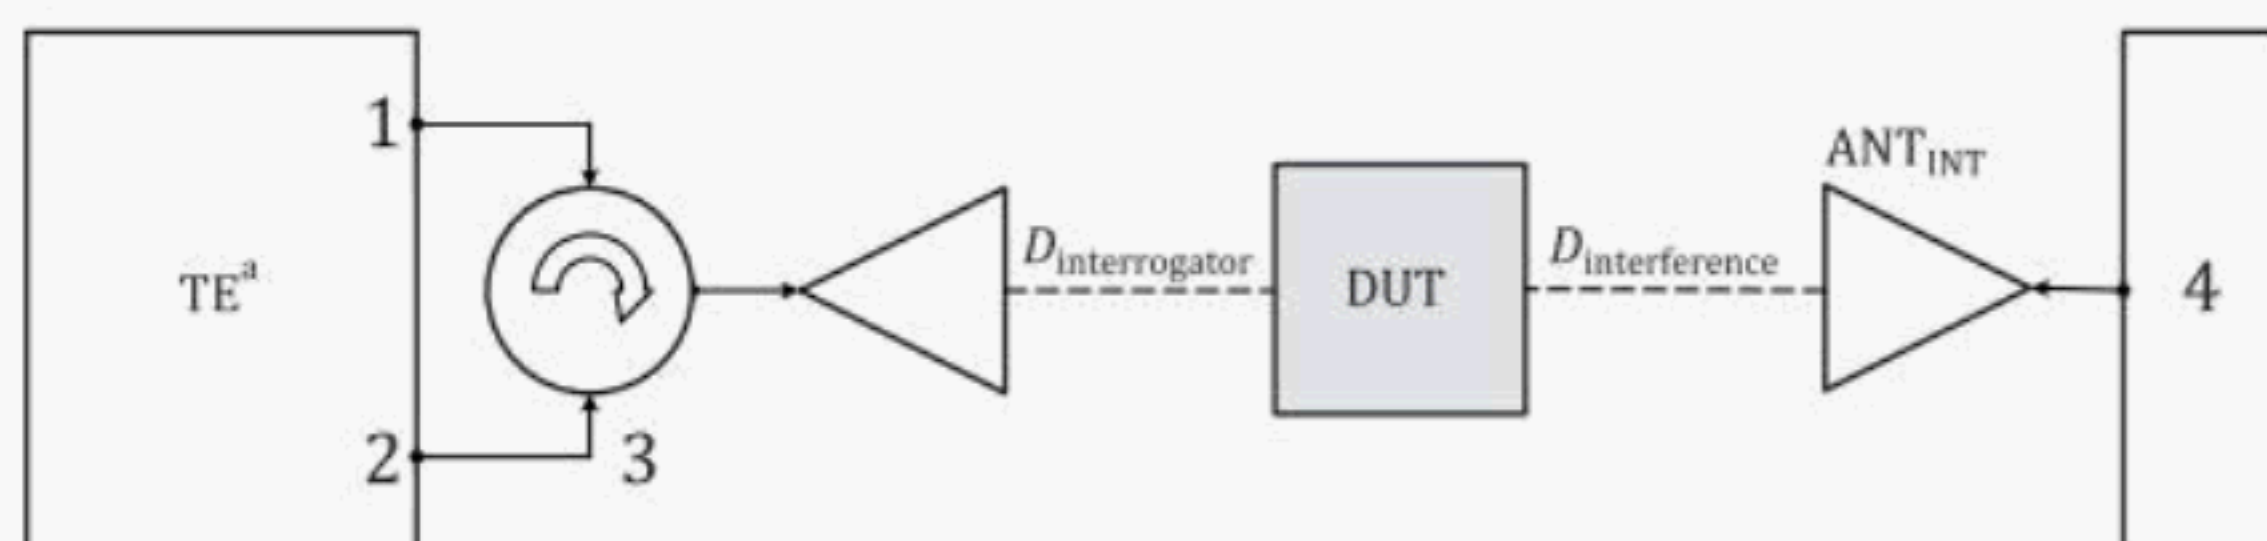 1
ANT_INT
D_interrogator
D_interference
TE^a
DUT
4
2
3